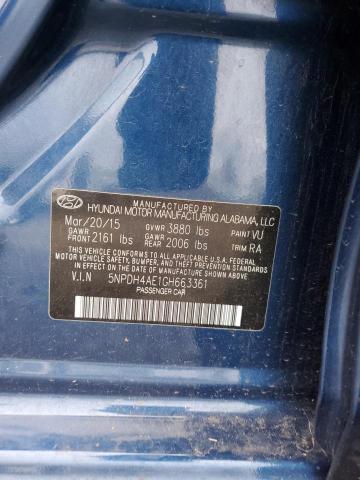 MANUFACTURED BY
HYUNDAI MOTOR MANUFACTURING ALABAMA, LLC
Mar/20/15 GVWR 3880 lbs PAINT VU
GAWR FRONT 2161 lbs GAWR REAR 2006 lbs TRIM RA
THIS VEHICLE CONFORMS TO ALL APPLICABLE U.S. FEDERAL
MOTOR VEHICLE SAFETY, BUMPER, AND THEFT PREVENTION
STANDARDS IN EFFECT ON THE DATE OF MANUFACTURE SHOWN ABOVE.
V.I.N 5NPDH4AE1GH663361
PASSENGER CAR